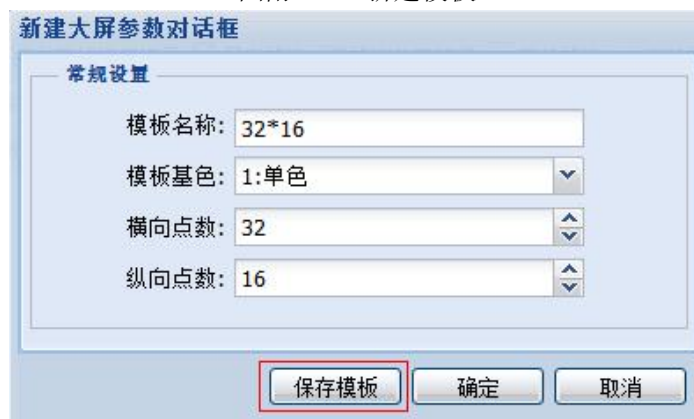 新建大屏参数对话框
常规设置
模板名称: 32*16
模板基色: 1:单色
横向点数: 32
纵向点数: 16
保存模板 确定 取消